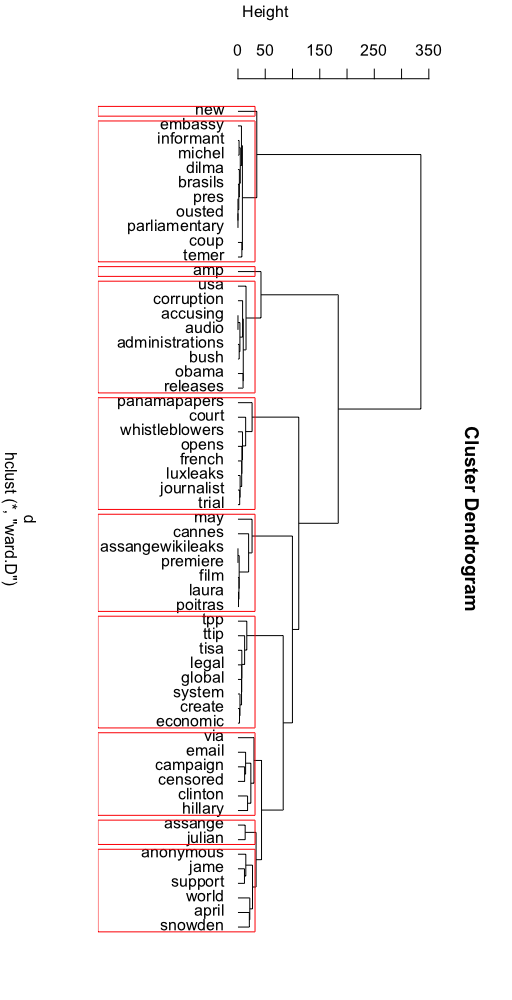 Height
0 50 150 250 350
new
embassy
informant
michel
dilma
brasils
pres
ousted
parliamentary
coup
temer
amp
usa
corruption
accusing
audio
administrations
bush
obama
releases
panamapapers
court
whistleblowers
opens
french
luxleaks
journalist
trial
may
cannes
assangewikileaks
premiere
film
laura
poitras
tpp
ttip
tisa
legal
global
system
create
economic
via
email
campaign
censored
clinton
hillary
assange
julian
anonymous
jame
support
world
april
snowden
Cluster Dendrogram
d
hclust (*, "ward.D")